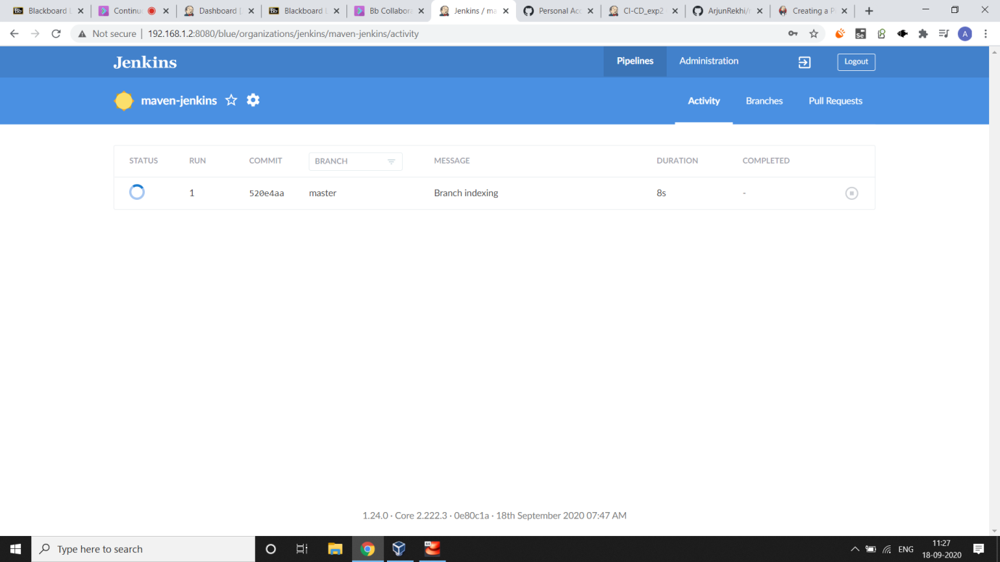 Bb Blackboard L
Continu
Dashboard [
Bb Blackboard L
Bb Collabora
Jenkins / ma
Personal Acc
CI-CD_exp2
ArjunRekhi/
Creating a P
Not secure | 192.168.1.2:8080/blue/organizations/jenkins/maven-jenkins/activity
Se
A
Jenkins
Pipelines
Administration
Logout
maven-jenkins
Activity
Branches
Pull Requests
STATUS RUN COMMIT BRANCH MESSAGE DURATION COMPLETED
1 520e4aa master Branch indexing 8s -
1.24.0 · Core 2.222.3 · 0e80c1a · 18th September 2020 07:47 AM
Type here to search
ENG
11:27
18-09-2020